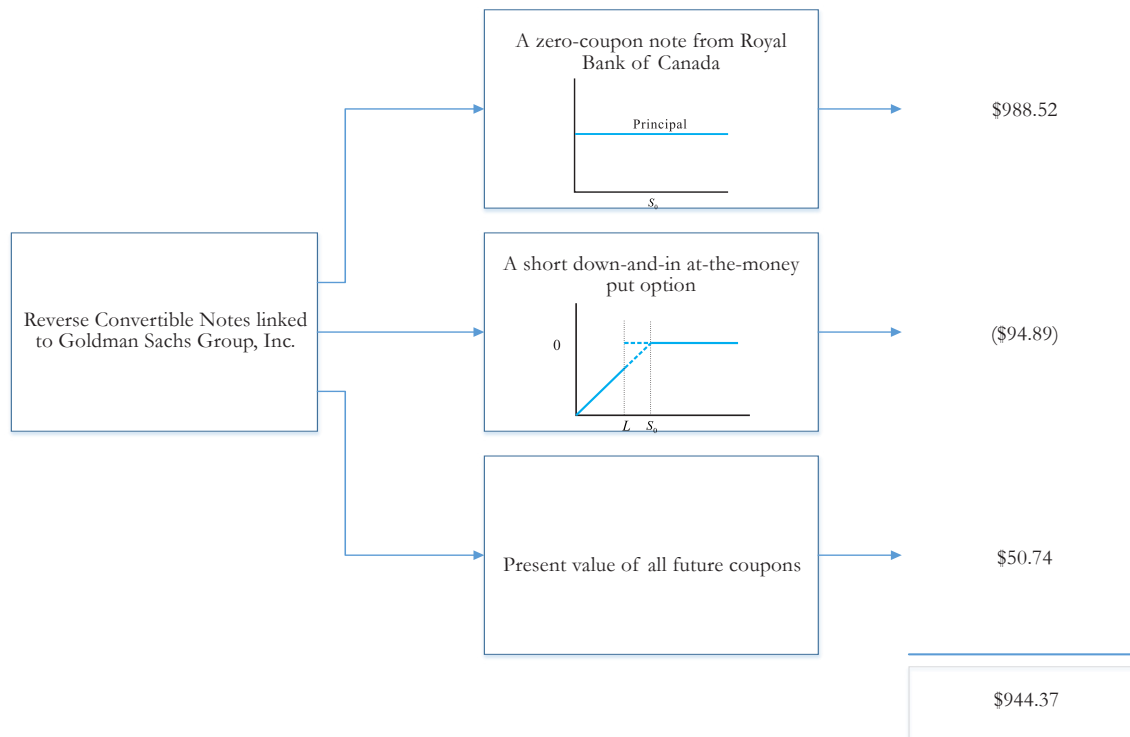 A zero-coupon note from Royal
Bank of Canada
Principal
S₀
$988.52
Reverse Convertible Notes linked
to Goldman Sachs Group, Inc.
A short down-and-in at-the-money
put option
0
L S₀
($94.89)
Present value of all future coupons
$50.74
$944.37